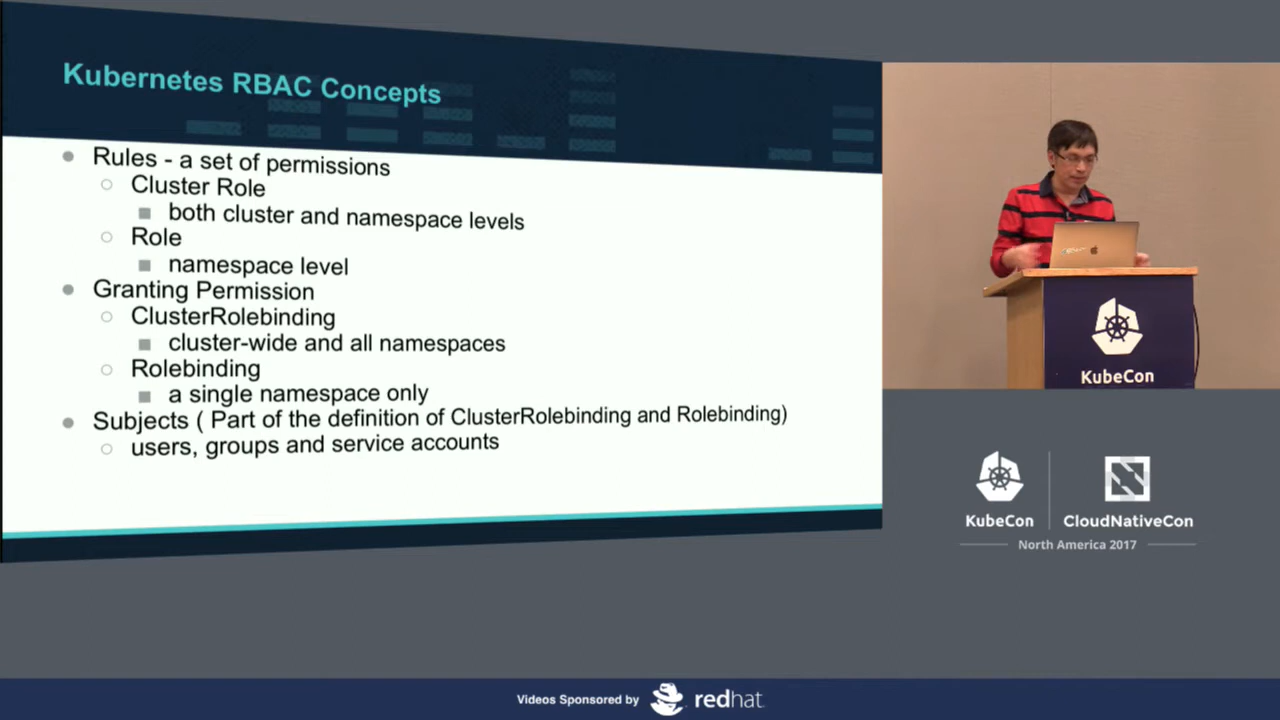 Kubernetes RBAC Concepts
Rules - a set of permissions
Cluster Role
both cluster and namespace levels
Role
namespace level
Granting Permission
ClusterRolebinding
cluster-wide and all namespaces
Rolebinding
a single namespace only
Subjects ( Part of the definition of ClusterRolebinding and Rolebinding)
users, groups and service accounts
KubeCon
KubeCon
CloudNativeCon
North America 2017
Videos Sponsored by
redhat